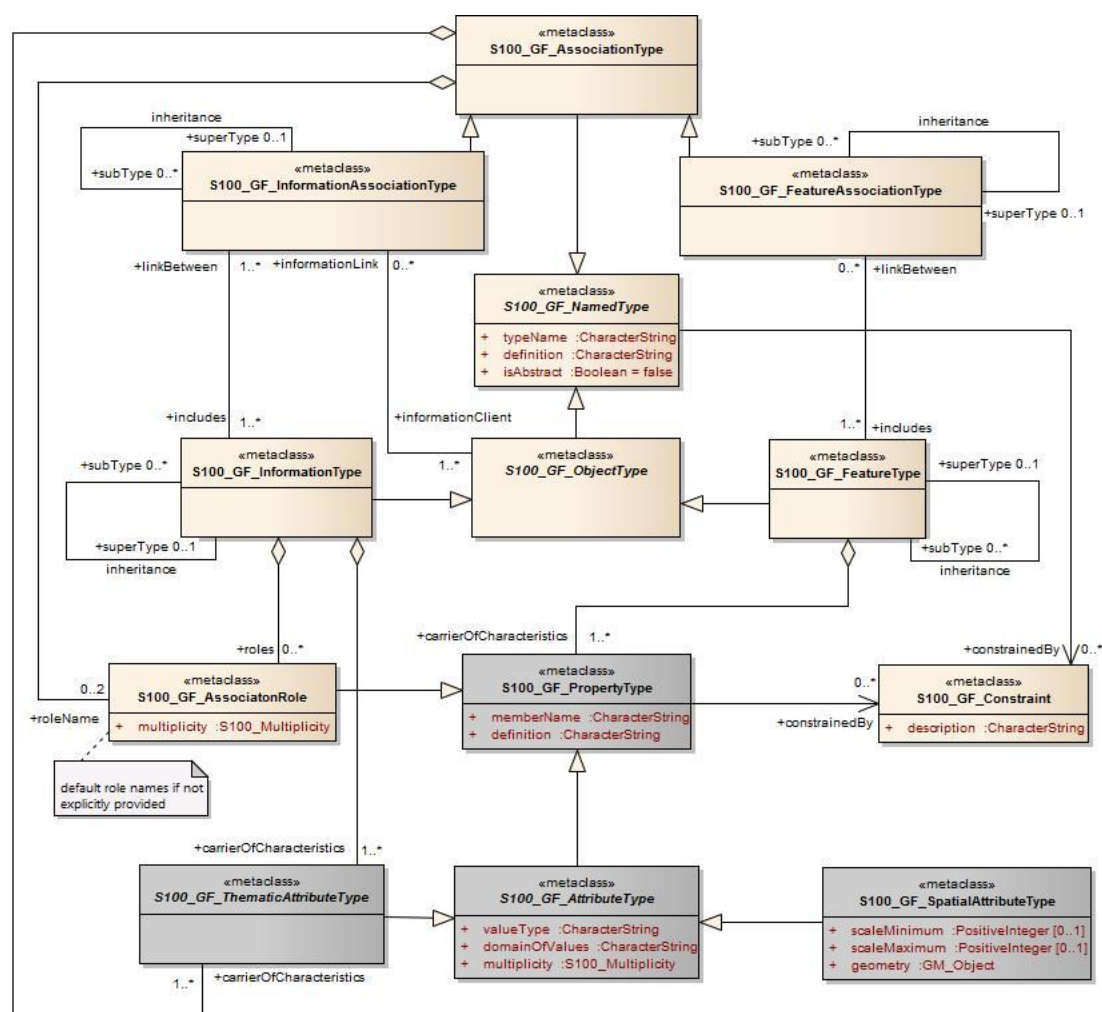 «metaclass»
S100_GF_AssociationType
inheritance
+superType 0..1
+subType 0..*
«metaclass»
S100_GF_InformationAssociationType
inheritance
+subType 0..*
«metaclass»
S100_GF_FeatureAssociationType
+superType 0..1
+linkBetween
1..*
+informationLink
0..*
0..*
+linkBetween
«metaclass»
S100_GF_NamedType
+ typeName :CharacterString
+ definition :CharacterString
+ isAbstract :Boolean = false
+includes
1..*
+informationClient
1..*
1..*
+includes
+subType 0..*
«metaclass»
S100_GF_InformationType
+superType 0..1
inheritance
«metaclass»
S100_GF_ObjectType
«metaclass»
S100_GF_FeatureType
+superType 0..1
+subType 0..*
inheritance
+roles
0..*
+carrierOfCharacteristics
1..*
0..2
+roleName
«metaclass»
S100_GF_AssociatonRole
+ multiplicity :S100_Multiplicity
«metaclass»
S100_GF_PropertyType
+ memberName :CharacterString
+ definition :CharacterString
0..*
+constrainedBy
+constrainedBy
0..*
«metaclass»
S100_GF_Constraint
+ description :CharacterString
default role names if not
explicitly provided
+carrierOfCharacteristics
1..*
«metaclass»
S100_GF_ThematicAttributeType
«metaclass»
S100_GF_AttributeType
+ valueType :CharacterString
+ domainOfValues :CharacterString
+ multiplicity :S100_Multiplicity
«metaclass»
S100_GF_SpatialAttributeType
+ scaleMinimum :PositiveInteger [0..1]
+ scaleMaximum :PositiveInteger [0..1]
+ geometry :GM_Object
1..*
+carrierOfCharacteristics